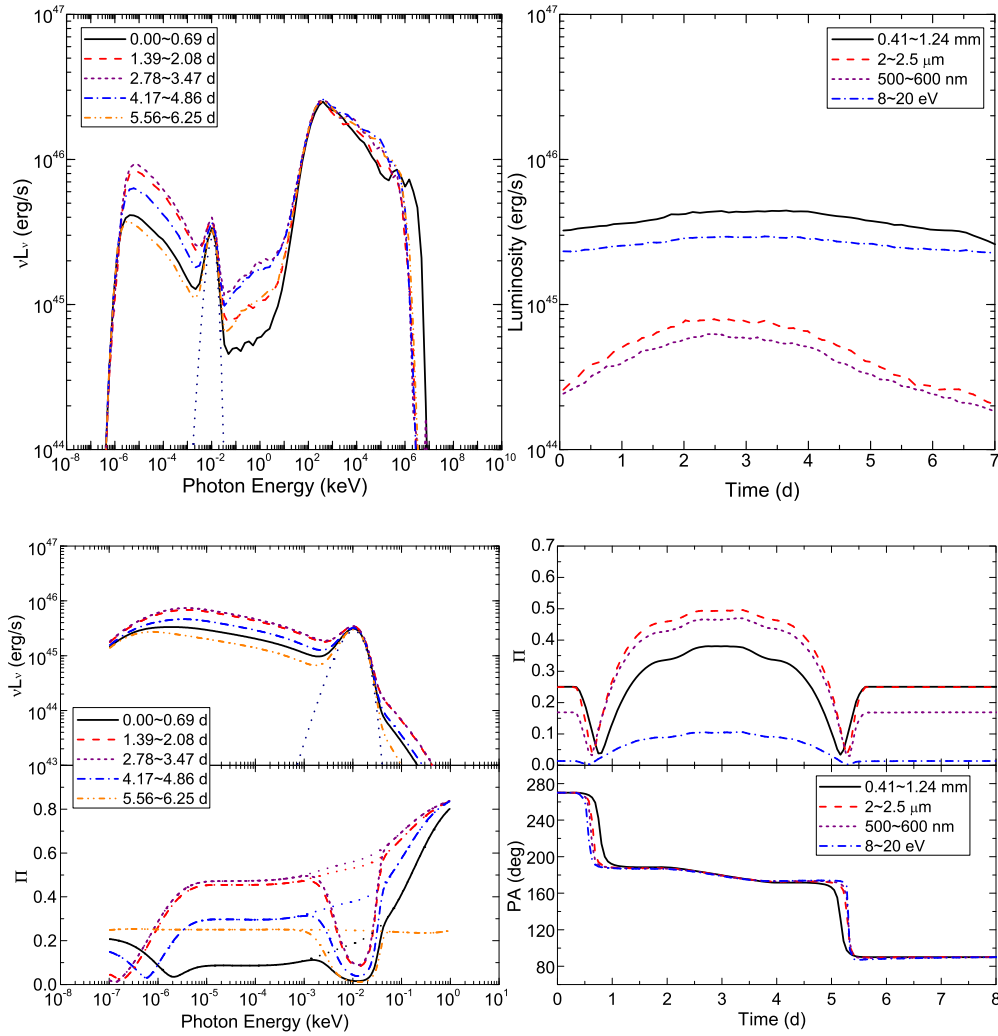 10^47
10^46
10^45
10^44
νLν (erg/s)
0.00~0.69 d
1.39~2.08 d
2.78~3.47 d
4.17~4.86 d
5.56~6.25 d
10^-8 10^-6 10^-4 10^-2 10^0 10^2 10^4 10^6 10^8 10^10
Photon Energy (keV)
10^47
10^46
10^45
10^44
Luminosity (erg/s)
0.41~1.24 mm
2~2.5 μm
500~600 nm
8~20 eV
0 1 2 3 4 5 6 7
Time (d)
10^47
10^46
10^45
10^44
10^43
νLν (erg/s)
0.00~0.69 d
1.39~2.08 d
2.78~3.47 d
4.17~4.86 d
5.56~6.25 d
0.8
0.6
0.4
0.2
0.0
Π
10^-8 10^-7 10^-6 10^-5 10^-4 10^-3 10^-2 10^-1 10^0 10^1
Photon Energy (keV)
0.7
0.6
0.5
0.4
0.3
0.2
0.1
0.0
Π
280
240
200
160
120
80
PA (deg)
0.41~1.24 mm
2~2.5 μm
500~600 nm
8~20 eV
0 1 2 3 4 5 6 7 8
Time (d)